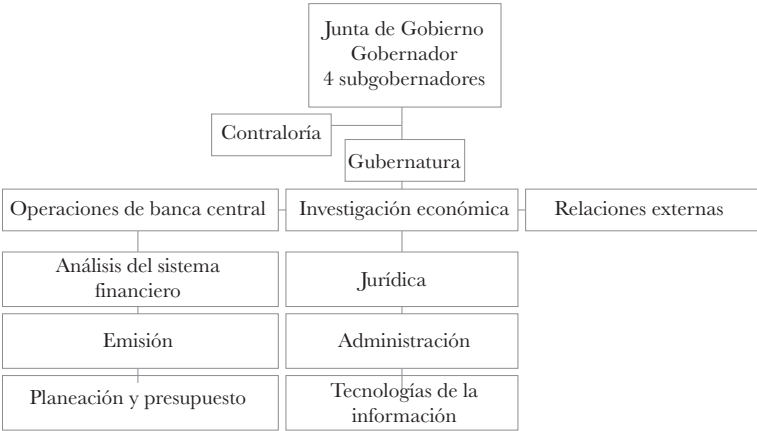 Junta de Gobierno
Gobernador
4 subgobernadores
Contraloría
Gubernatura
Operaciones de banca central
Investigación económica
Relaciones externas
Análisis del sistema
financiero
Jurídica
Emisión
Administración
Planeación y presupuesto
Tecnologías de la
información